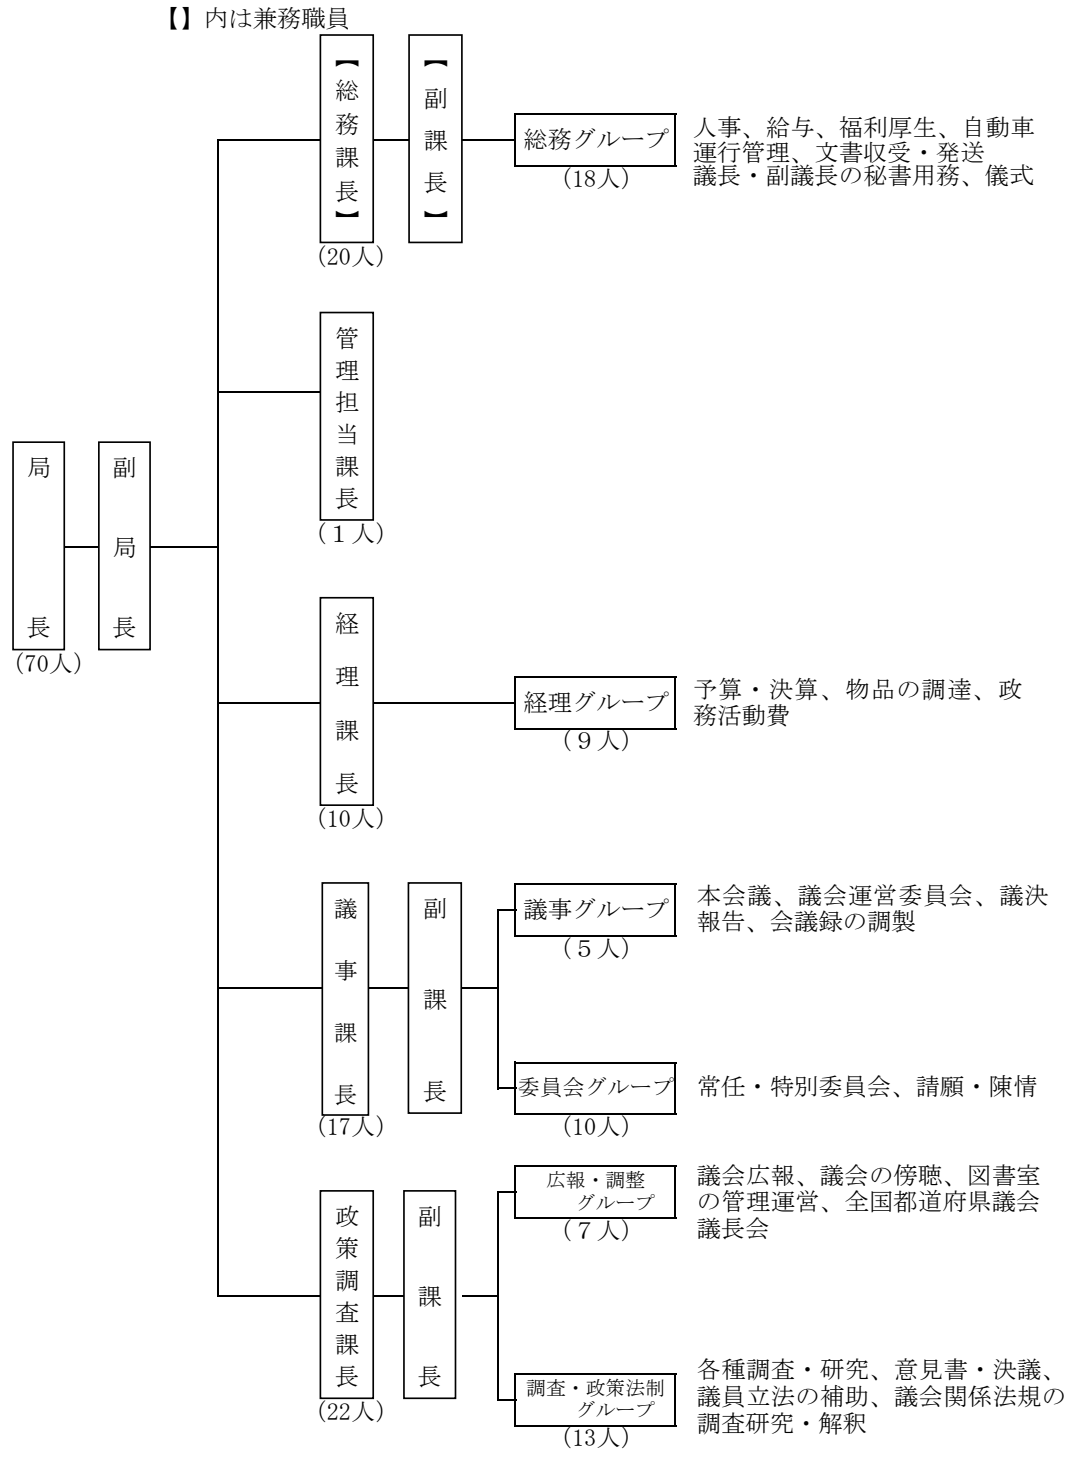 【】内は兼務職員
局長
(70人)
副局長
【総務課長】
(20人)
【副課長】
総務グループ
(18人)
人事、給与、福利厚生、自動車
運行管理、文書収受・発送
議長・副議長の秘書用務、儀式
管理担当課長
(１人)
経理課長
(10人)
経理グループ
(９人)
予算・決算、物品の調達、政
務活動費
議事課長
(17人)
副課長
議事グループ
(５人)
本会議、議会運営委員会、議決
報告、会議録の調製
委員会グループ
(10人)
常任・特別委員会、請願・陳情
政策調査課長
(22人)
副課長
広報・調整
グループ
(７人)
議会広報、議会の傍聴、図書室
の管理運営、全国都道府県議会
議長会
調査・政策法制
グループ
(13人)
各種調査・研究、意見書・決議、
議員立法の補助、議会関係法規の
調査研究・解釈